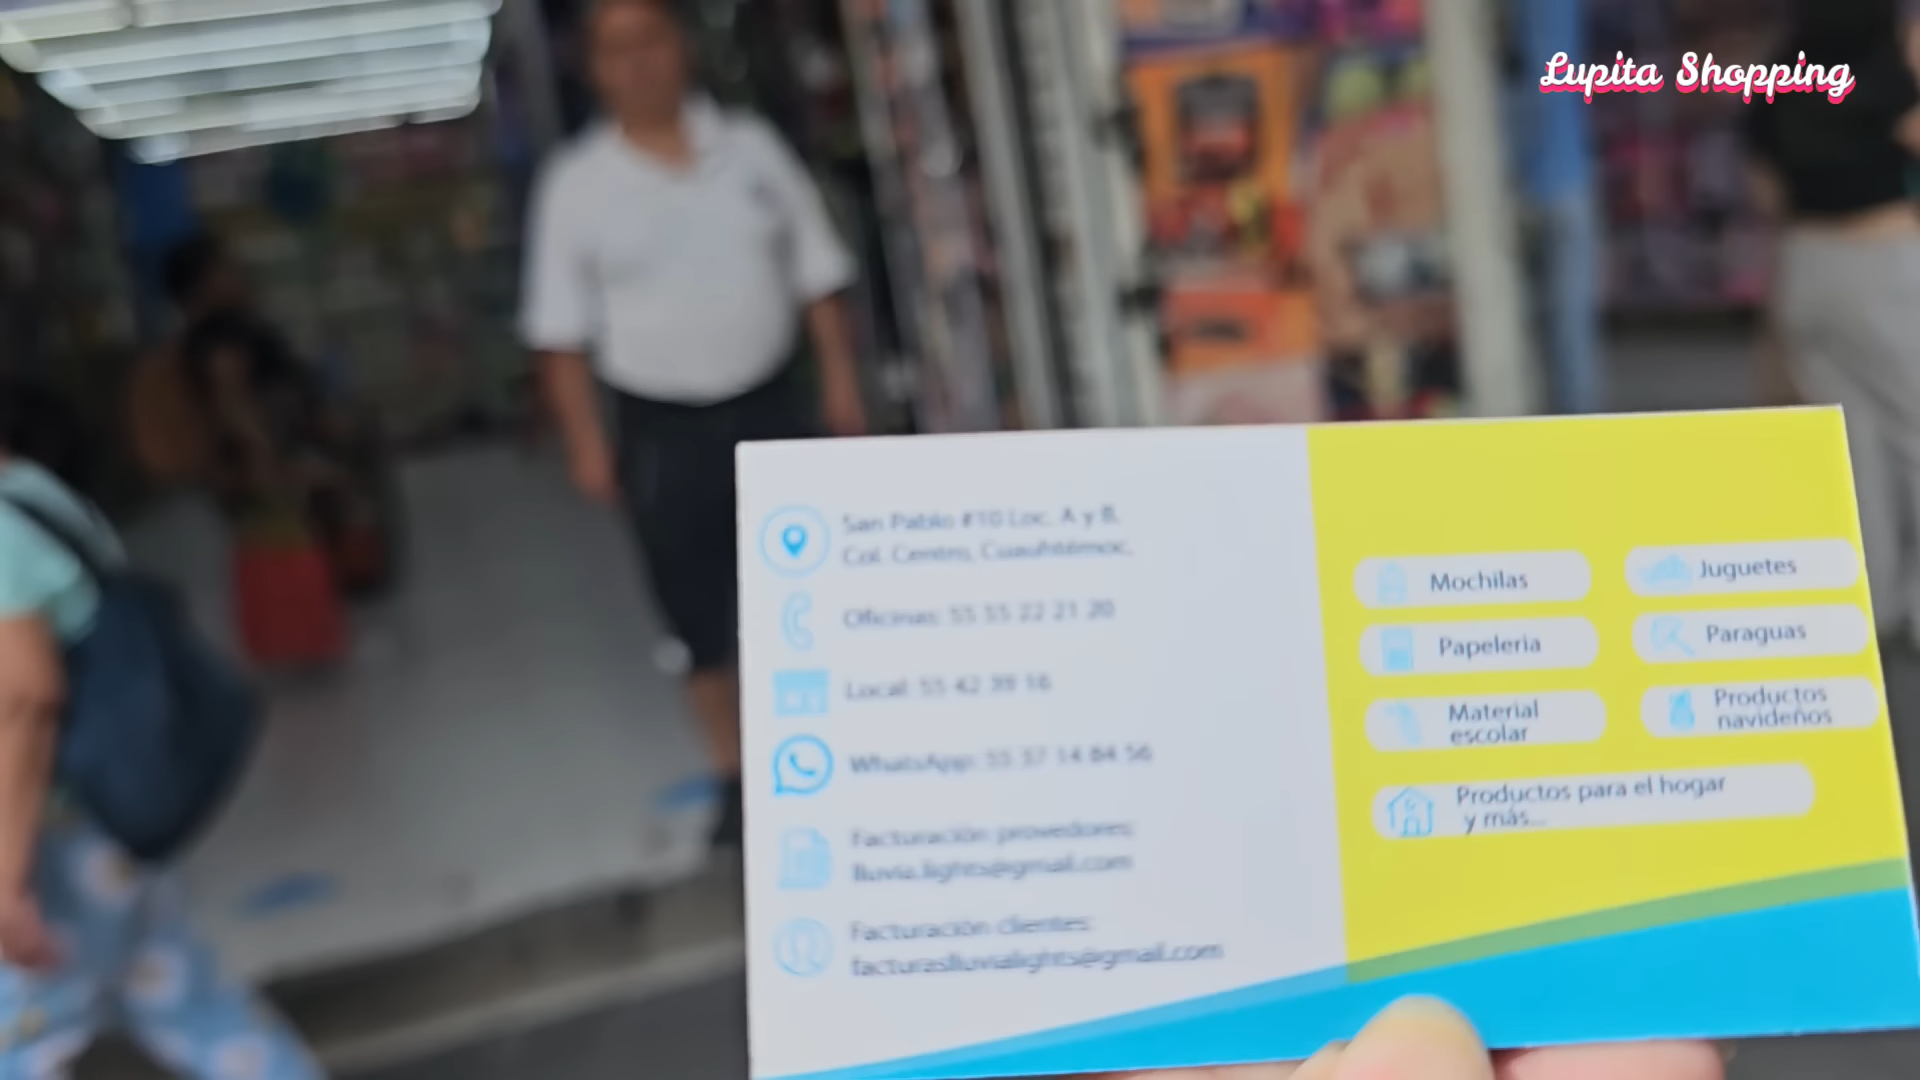 Lupita Shopping
San Pablo #10 Loc. A y B,
Col. Centro, Cuauhtémoc,
Oficinas: 55 55 22 21 20
Local: 55 42 39 16
WhatsApp: 55 37 14 84 56
Facturación provedores:
lluvia.lights@gmail.com
Facturación clientes:
facturaslluvialights@gmail.com
Mochilas
Juguetes
Papeleria
Paraguas
Material
escolar
Productos
navideños
Productos para el hogar
y más...